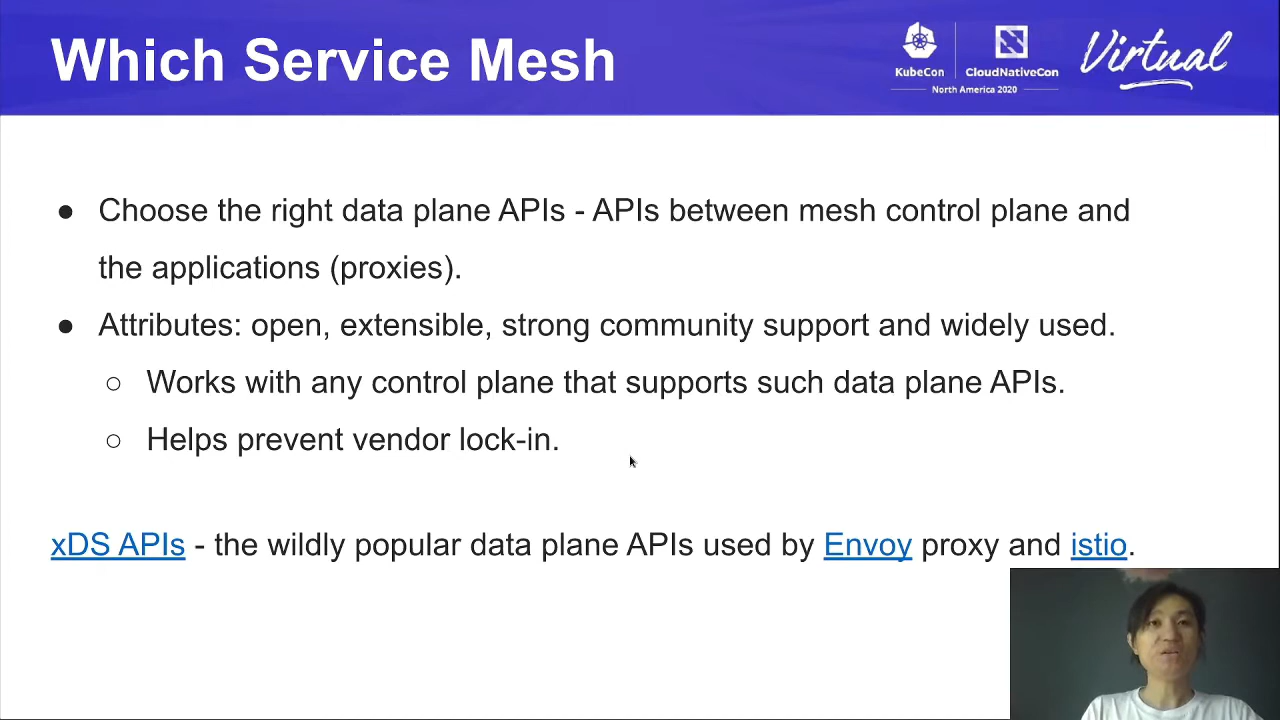 Which Service Mesh
KubeCon
CloudNativeCon
North America 2020
Virtual
● Choose the right data plane APIs - APIs between mesh control plane and
the applications (proxies).
● Attributes: open, extensible, strong community support and widely used.
○ Works with any control plane that supports such data plane APIs.
○ Helps prevent vendor lock-in.
xDS APIs - the wildly popular data plane APIs used by Envoy proxy and istio.